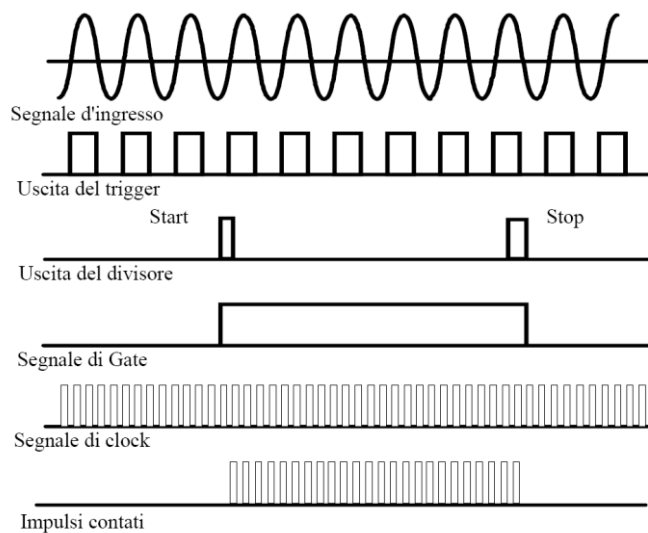 Segnale d'ingresso
Uscita del trigger
Start
Stop
Uscita del divisore
Segnale di Gate
Segnale di clock
Impulsi contati